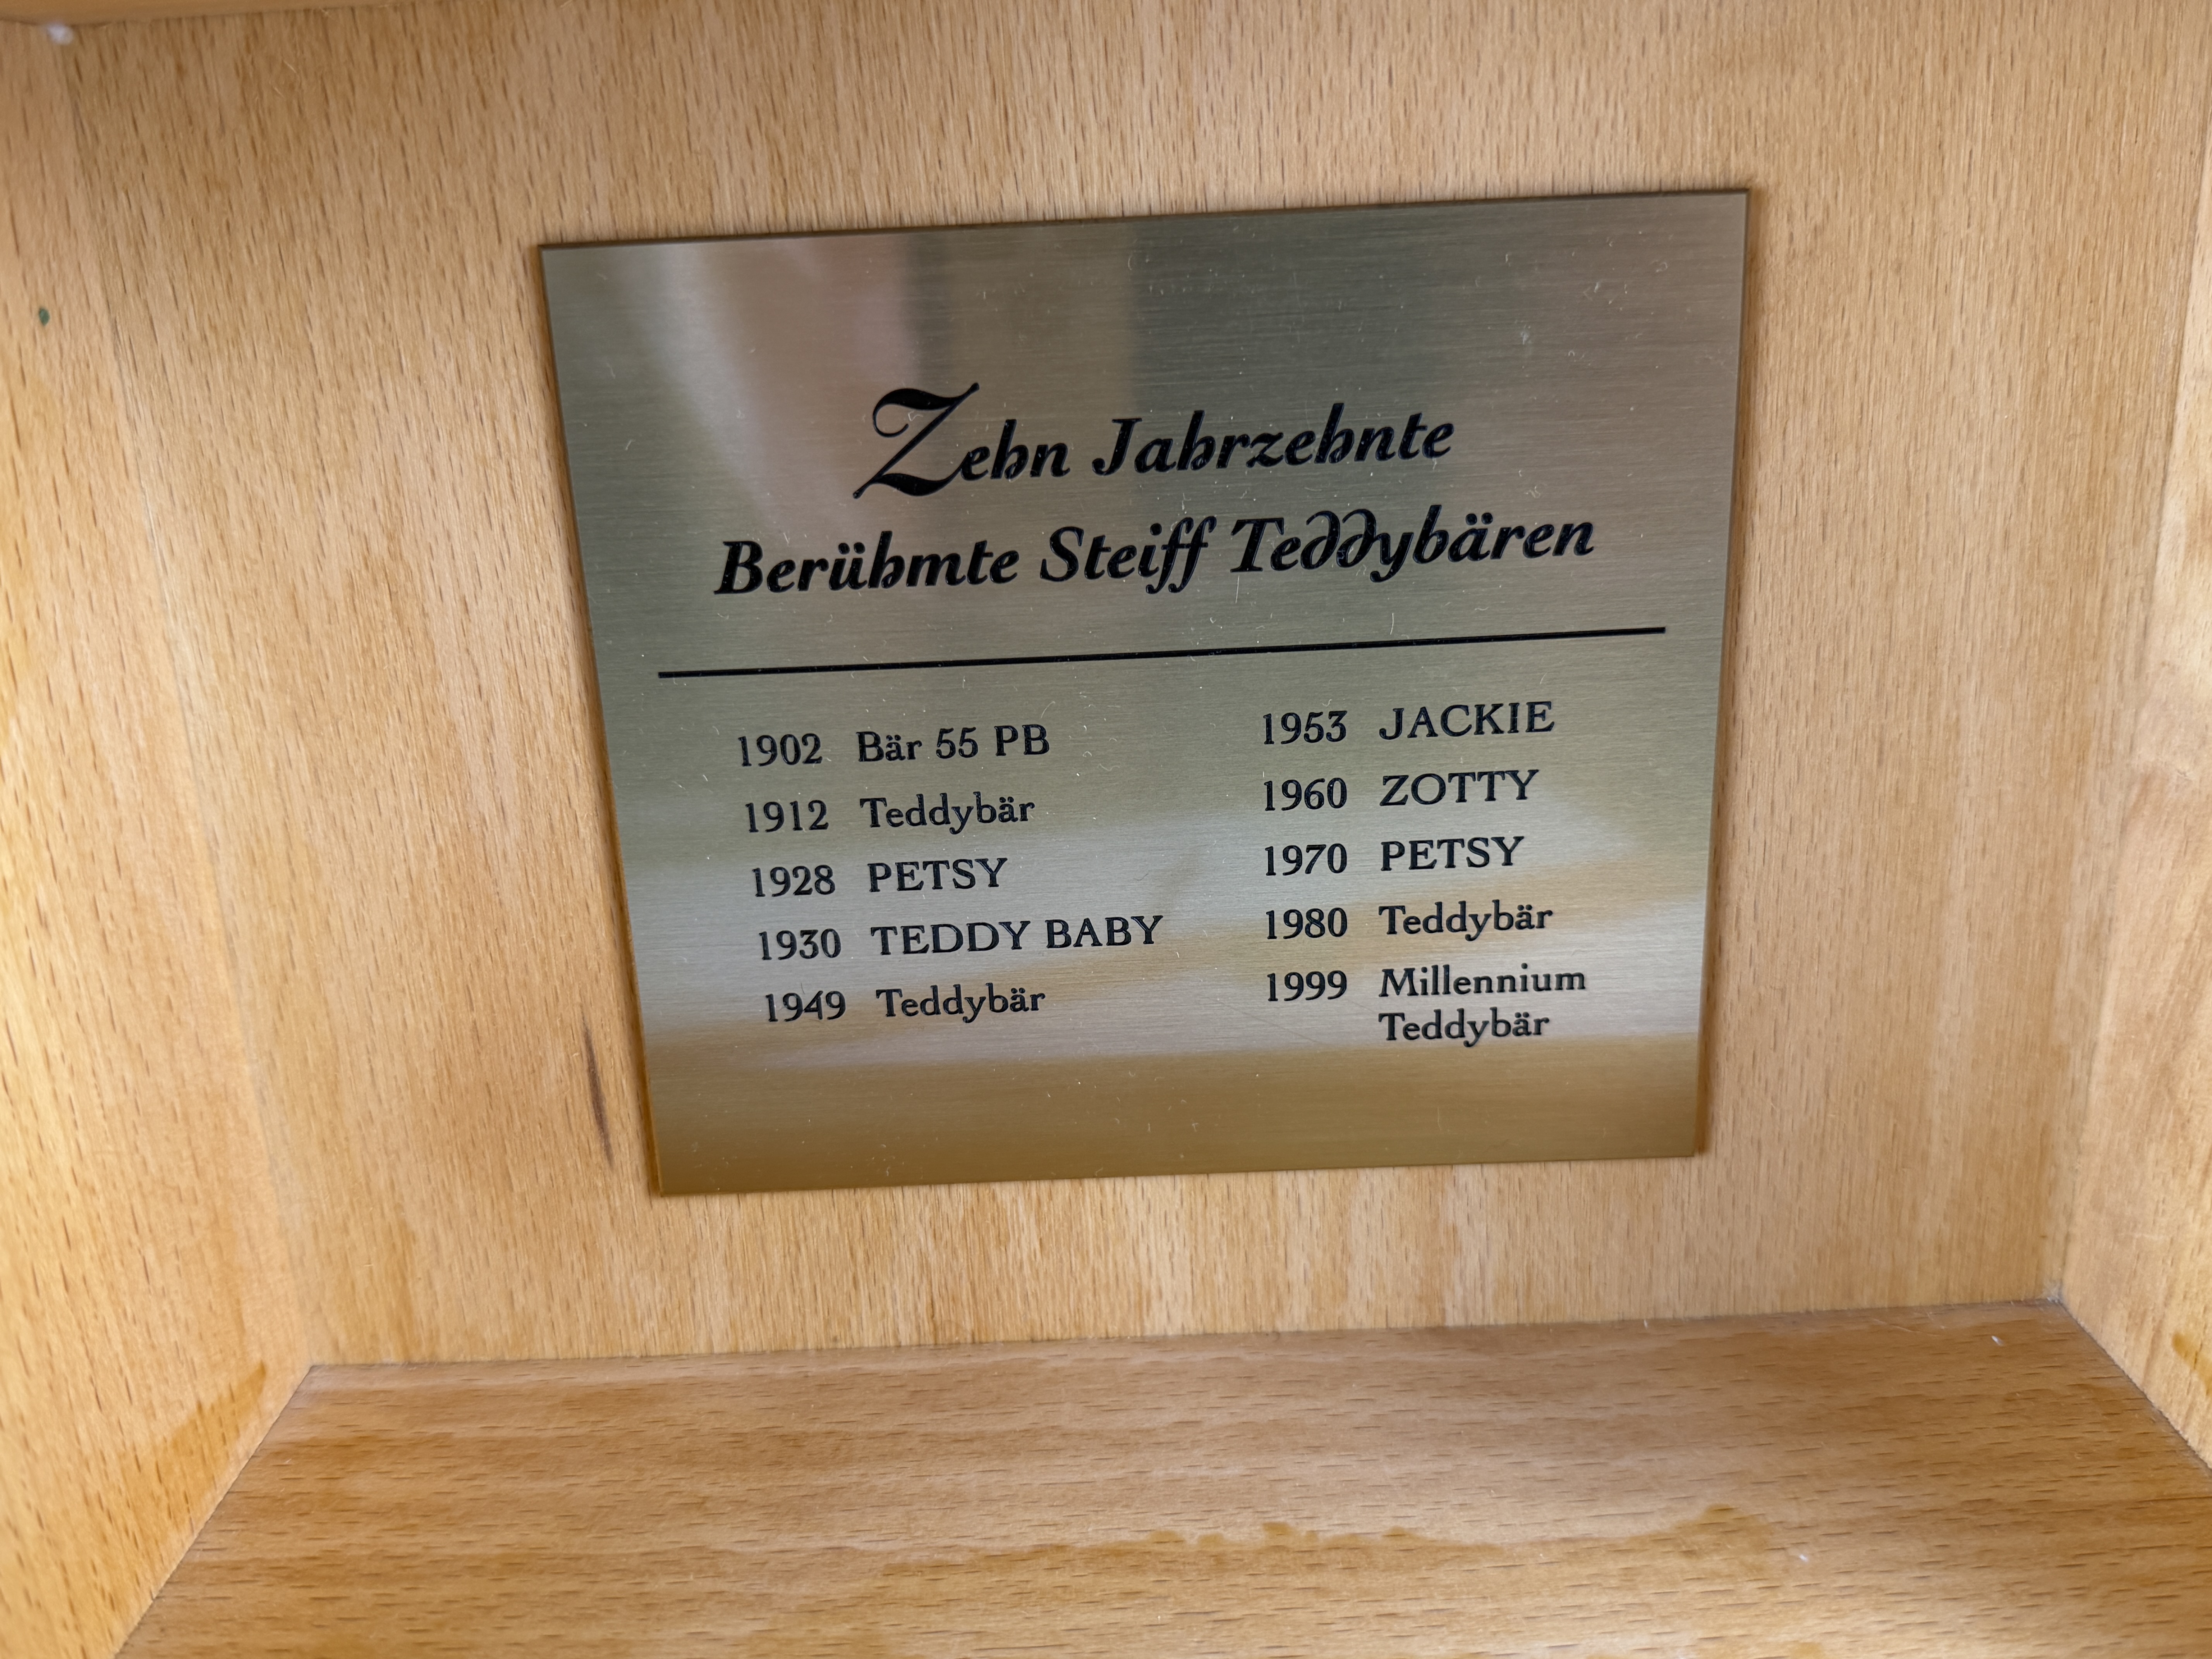 Zehn Jahrzehnte
Berühmte Steiff Teddybären
1902 Bär 55 PB
1912 Teddybär
1928 PETSY
1930 TEDDY BABY
1949 Teddybär
1953 JACKIE
1960 ZOTTY
1970 PETSY
1980 Teddybär
1999 Millennium
Teddybär